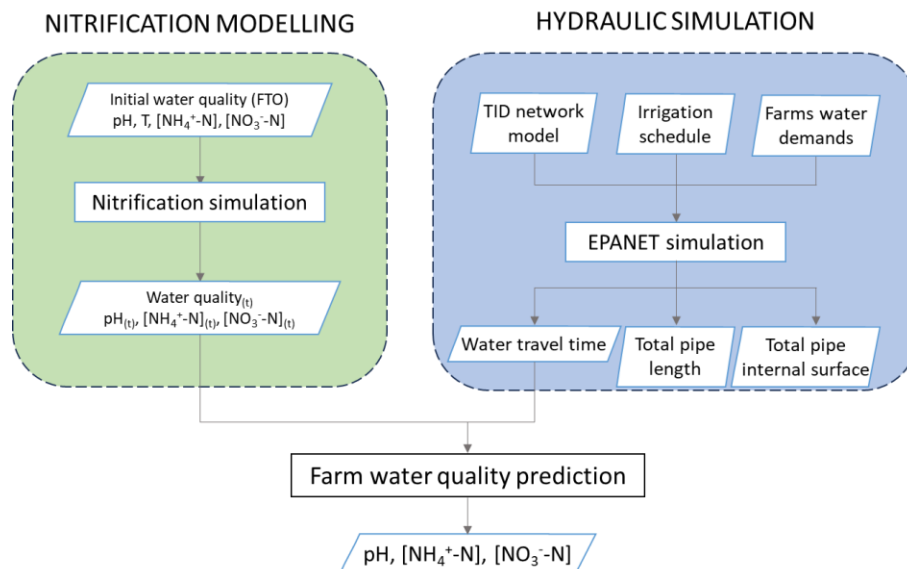 NITRIFICATION MODELLING
Initial water quality (FTO)
pH, T, [NH₄⁺-N], [NO₃⁻-N]
Nitrification simulation
Water quality₍t₎
pH₍t₎, [NH₄⁺-N]₍t₎, [NO₃⁻-N]₍t₎
HYDRAULIC SIMULATION
TID network
model
Irrigation
schedule
Farms water
demands
EPANET simulation
Water travel time
Total pipe
length
Total pipe
internal surface
Farm water quality prediction
pH, [NH₄⁺-N], [NO₃⁻-N]